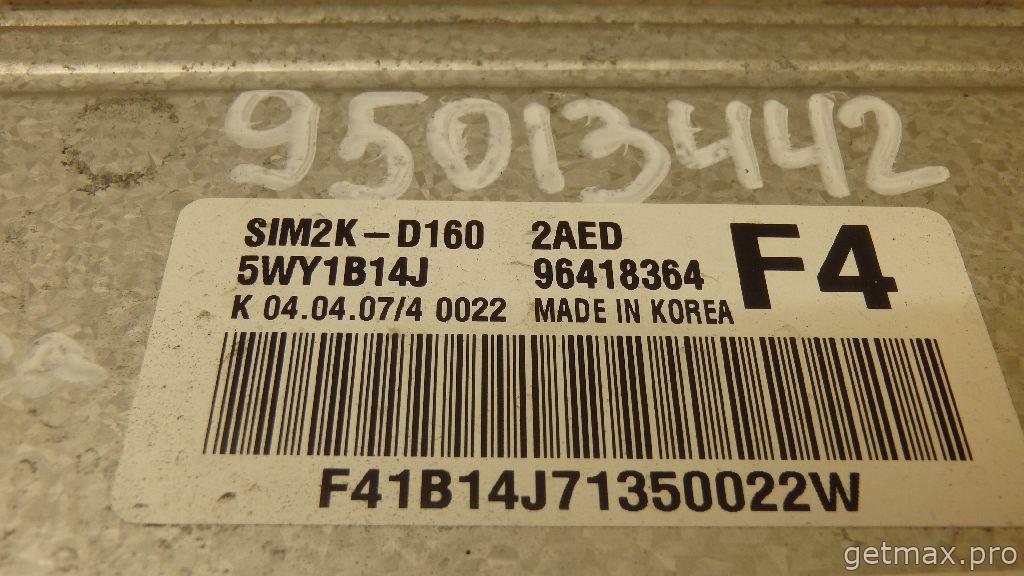 95013442
SIM2K-D160 2AED F4
5WY1B14J 96418364
K 04.04.07/4 0022 MADE IN KOREA
F41B14J71350022W
getmax.pro